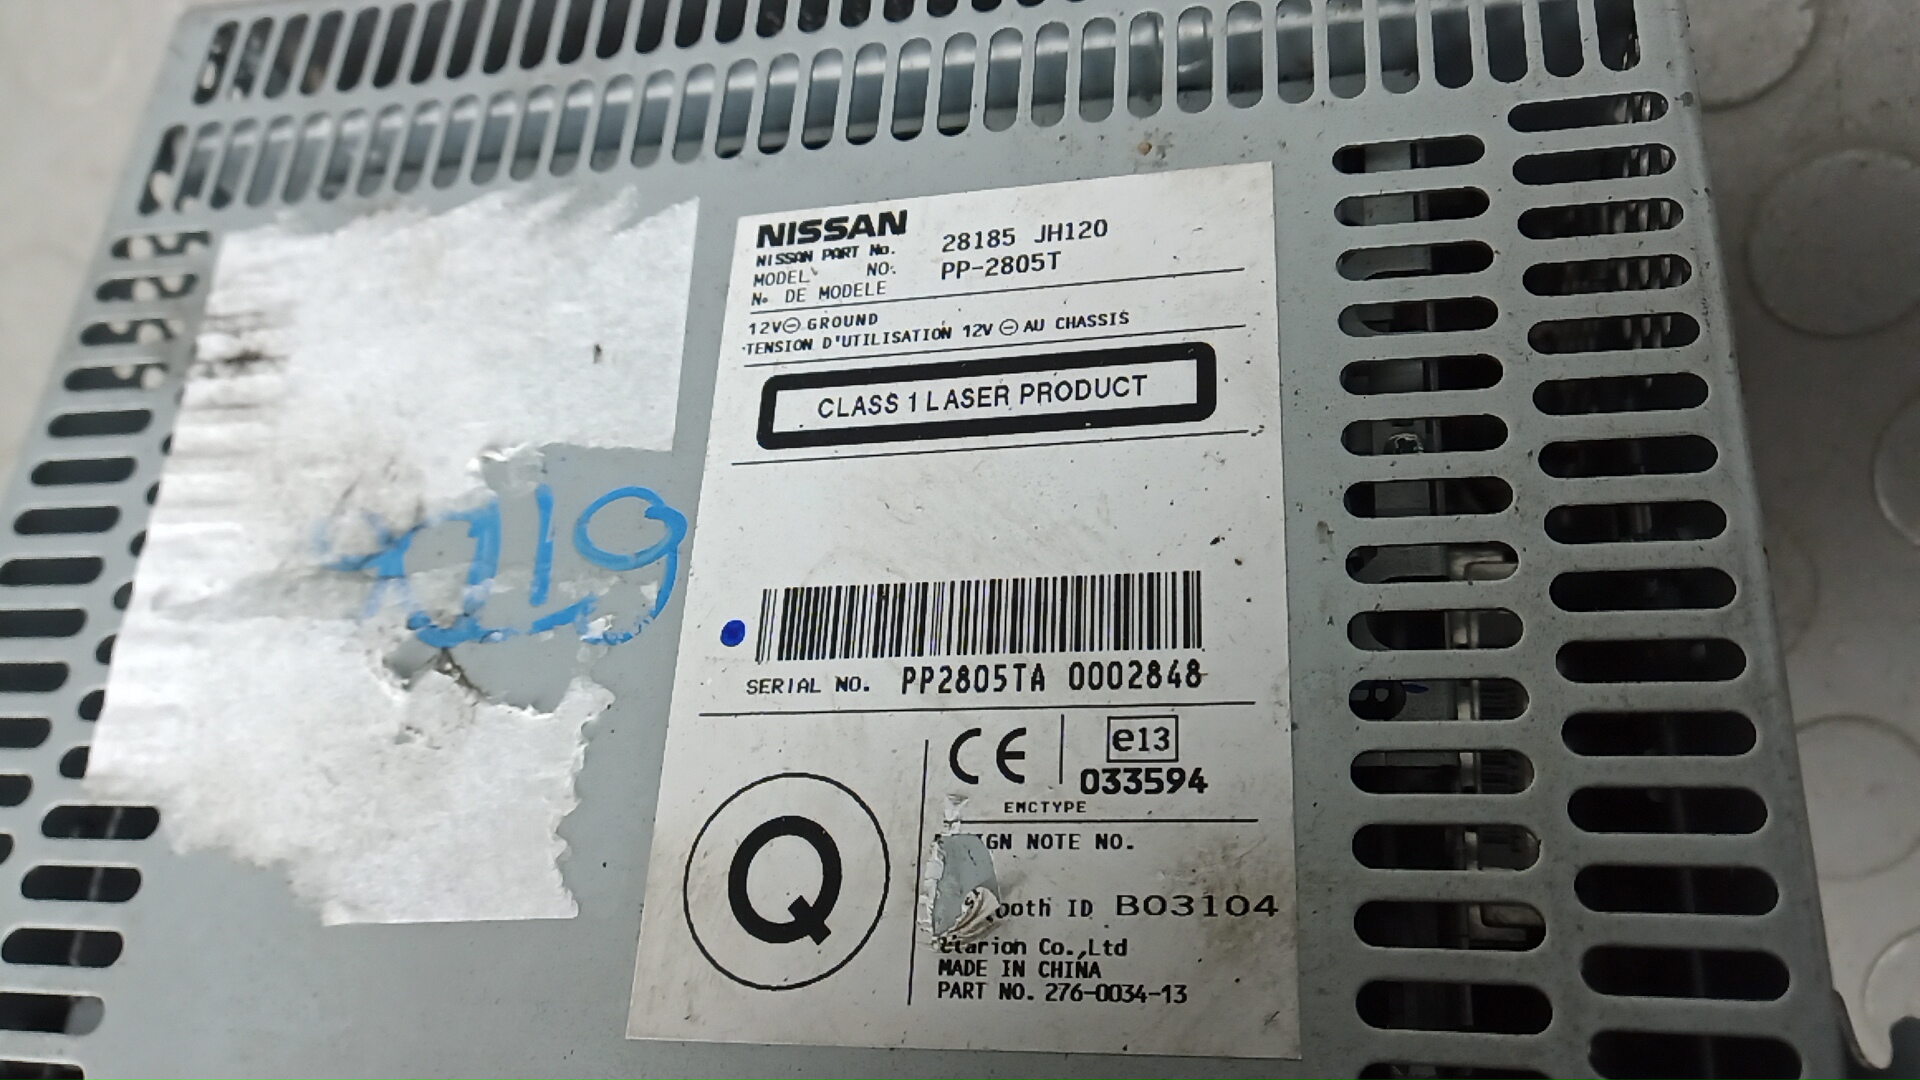 NISSAN
NISSAN PART No. 28185 JH120
MODEL NO. PP-2805T
N° DE MODELE
12V⊖ GROUND
TENSION D'UTILISATION 12V ⊖ AU CHASSIS
CLASS 1 LASER PRODUCT
SERIAL NO. PP2805TA 0002848
CE
e13
033594
EMCTYPE
NOTE NO.
ID B03104
Clarion Co.,Ltd
MADE IN CHINA
PART NO. 276-0034-13
Q